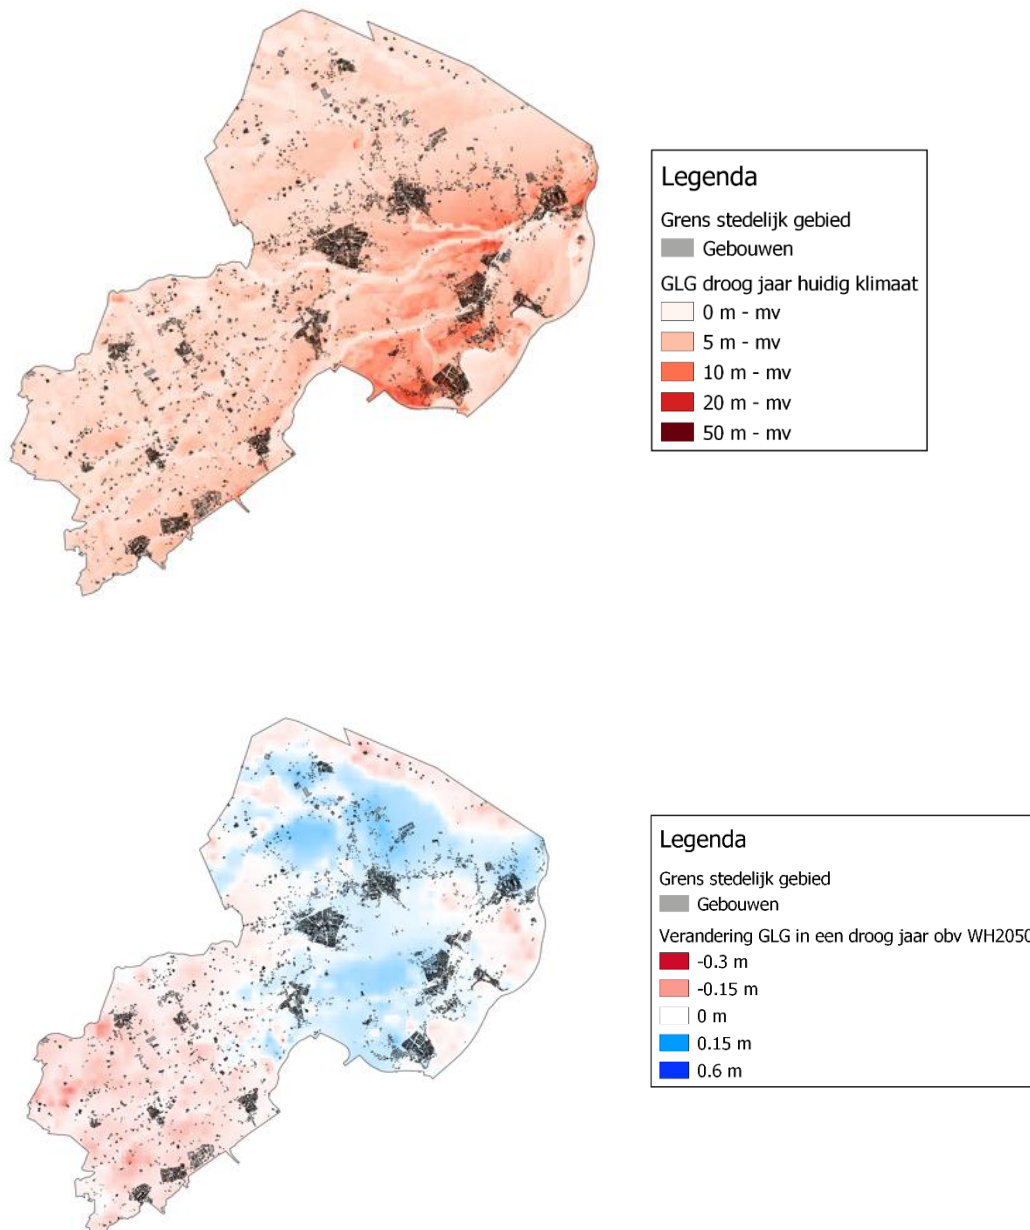 Legenda
Grens stedelijk gebied
Gebouwen
GLG droog jaar huidig klimaat
0 m - mv
5 m - mv
10 m - mv
20 m - mv
50 m - mv
Legenda
Grens stedelijk gebied
Gebouwen
Verandering GLG in een droog jaar obv WH2050
-0.3 m
-0.15 m
0 m
0.15 m
0.6 m